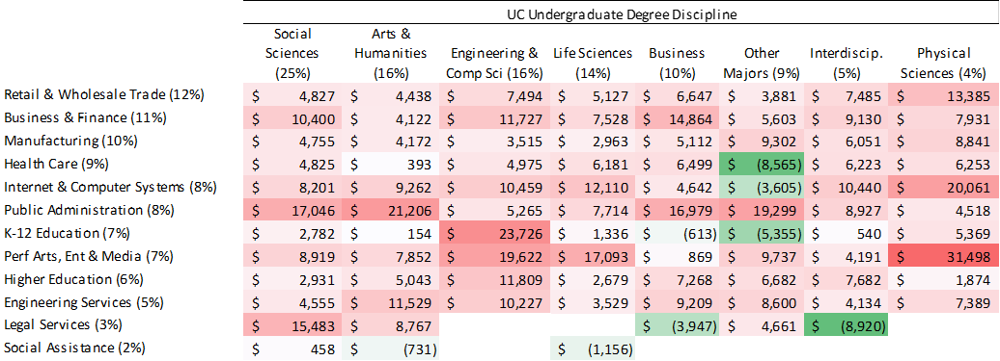 UC Undergraduate Degree Discipline
Social Sciences (25%) Arts & Humanities (16%) Engineering & Comp Sci (16%) Life Sciences (14%) Business (10%) Other Majors (9%) Interdiscip. (5%) Physical Sciences (4%)
Retail & Wholesale Trade (12%) $ 4,827 $ 4,438 $ 7,494 $ 5,127 $ 6,647 $ 3,881 $ 7,485 $ 13,385
Business & Finance (11%) $ 10,400 $ 4,122 $ 11,727 $ 7,528 $ 14,864 $ 5,603 $ 9,130 $ 7,931
Manufacturing (10%) $ 4,755 $ 4,172 $ 3,515 $ 2,963 $ 5,112 $ 9,302 $ 6,051 $ 8,841
Health Care (9%) $ 4,825 $ 393 $ 4,975 $ 6,181 $ 6,499 $ (8,565) $ 6,223 $ 6,253
Internet & Computer Systems (8%) $ 8,201 $ 9,262 $ 10,459 $ 12,110 $ 4,642 $ (3,605) $ 10,440 $ 20,061
Public Administration (8%) $ 17,046 $ 21,206 $ 5,265 $ 7,714 $ 16,979 $ 19,299 $ 8,927 $ 4,518
K-12 Education (7%) $ 2,782 $ 154 $ 23,726 $ 1,336 $ (613) $ (5,355) $ 540 $ 5,369
Perf Arts, Ent & Media (7%) $ 8,919 $ 7,852 $ 19,622 $ 17,093 $ 869 $ 9,737 $ 4,191 $ 31,498
Higher Education (6%) $ 2,931 $ 5,043 $ 11,809 $ 2,679 $ 7,268 $ 6,682 $ 7,682 $ 1,874
Engineering Services (5%) $ 4,555 $ 11,529 $ 10,227 $ 3,529 $ 9,209 $ 8,600 $ 4,134 $ 7,389
Legal Services (3%) $ 15,483 $ 8,767 $ (3,947) $ 4,661 $ (8,920)
Social Assistance (2%) $ 458 $ (731) $ (1,156)